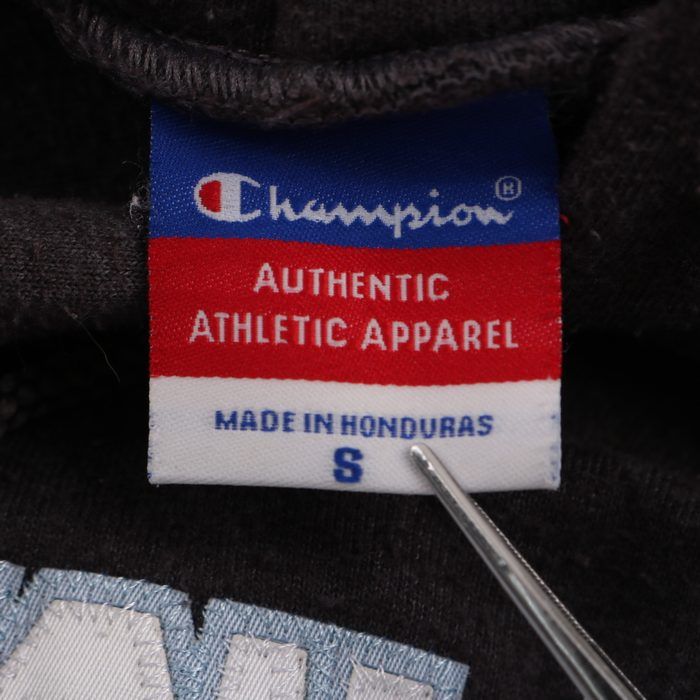 Champion®
AUTHENTIC
ATHLETIC APPAREL
MADE IN HONDURAS
S